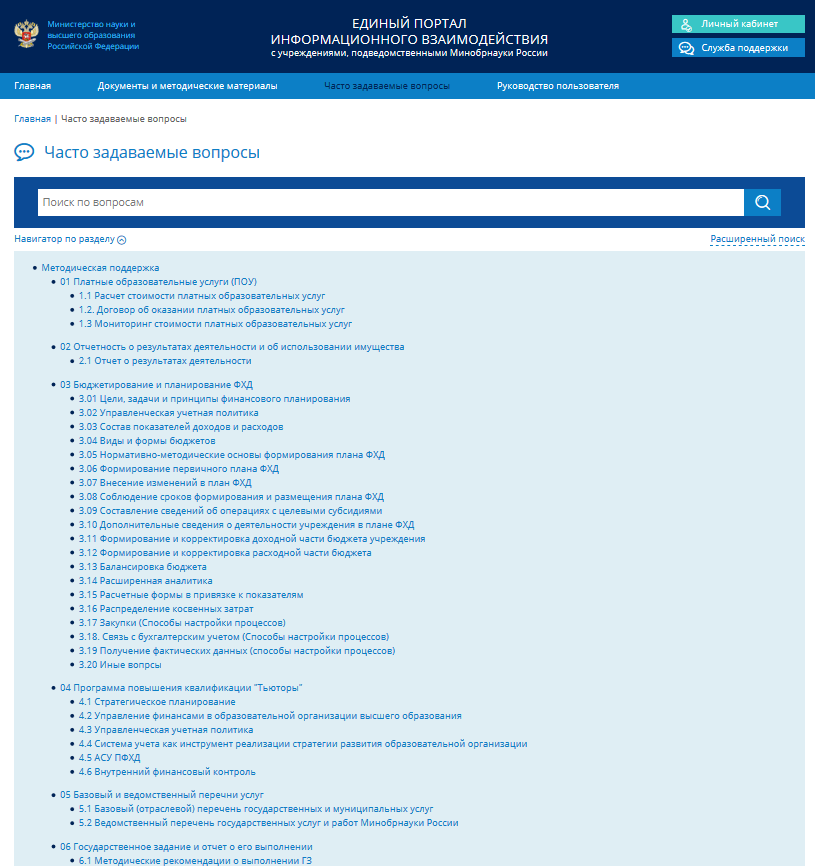 Министерство науки и
высшего образования
Российской Федерации
ЕДИНЫЙ ПОРТАЛ
ИНФОРМАЦИОННОГО ВЗАИМОДЕЙСТВИЯ
с учреждениями, подведомственными Минобрнауки России
Личный кабинет
Служба поддержки
Главная Документы и методические материалы Часто задаваемые вопросы Руководство пользователя
Главная | Часто задаваемые вопросы
Часто задаваемые вопросы
Поиск по вопросам
Навигатор по разделу Расширенный поиск
Методическая поддержка
01 Платные образовательные услуги (ПОУ)
1.1 Расчет стоимости платных образовательных услуг
1.2. Договор об оказании платных образовательных услуг
1.3 Мониторинг стоимости платных образовательных услуг
02 Отчетность о результатах деятельности и об использовании имущества
2.1 Отчет о результатах деятельности
03 Бюджетирование и планирование ФХД
3.01 Цели, задачи и принципы финансового планирования
3.02 Управленческая учетная политика
3.03 Состав показателей доходов и расходов
3.04 Виды и формы бюджетов
3.05 Нормативно-методические основы формирования плана ФХД
3.06 Формирование первичного плана ФХД
3.07 Внесение изменений в план ФХД
3.08 Соблюдение сроков формирования и размещения плана ФХД
3.09 Составление сведений об операциях с целевыми субсидиями
3.10 Дополнительные сведения о деятельности учреждения в плане ФХД
3.11 Формирование и корректировка доходной части бюджета учреждения
3.12 Формирование и корректировка расходной части бюджета
3.13 Балансировка бюджета
3.14 Расширенная аналитика
3.15 Расчетные формы в привязке к показателям
3.16 Распределение косвенных затрат
3.17 Закупки (Способы настройки процессов)
3.18. Связь с бухгалтерским учетом (Способы настройки процессов)
3.19 Получение фактических данных (способы настройки процессов)
3.20 Иные вопрсы
04 Программа повышения квалификации "Тьюторы"
4.1 Стратегическое планирование
4.2 Управление финансами в образовательной организации высшего образования
4.3 Управленческая учетная политика
4.4 Система учета как инструмент реализации стратегии развития образовательной организации
4.5 АСУ ПФХД
4.6 Внутренний финансовый контроль
05 Базовый и ведомственный перечни услуг
5.1 Базовый (отраслевой) перечень государственных и муниципальных услуг
5.2 Ведомственный перечень государственных услуг и работ Минобрнауки России
06 Государственное задание и отчет о его выполнении
6.1 Методические рекомендации о выполнении ГЗ